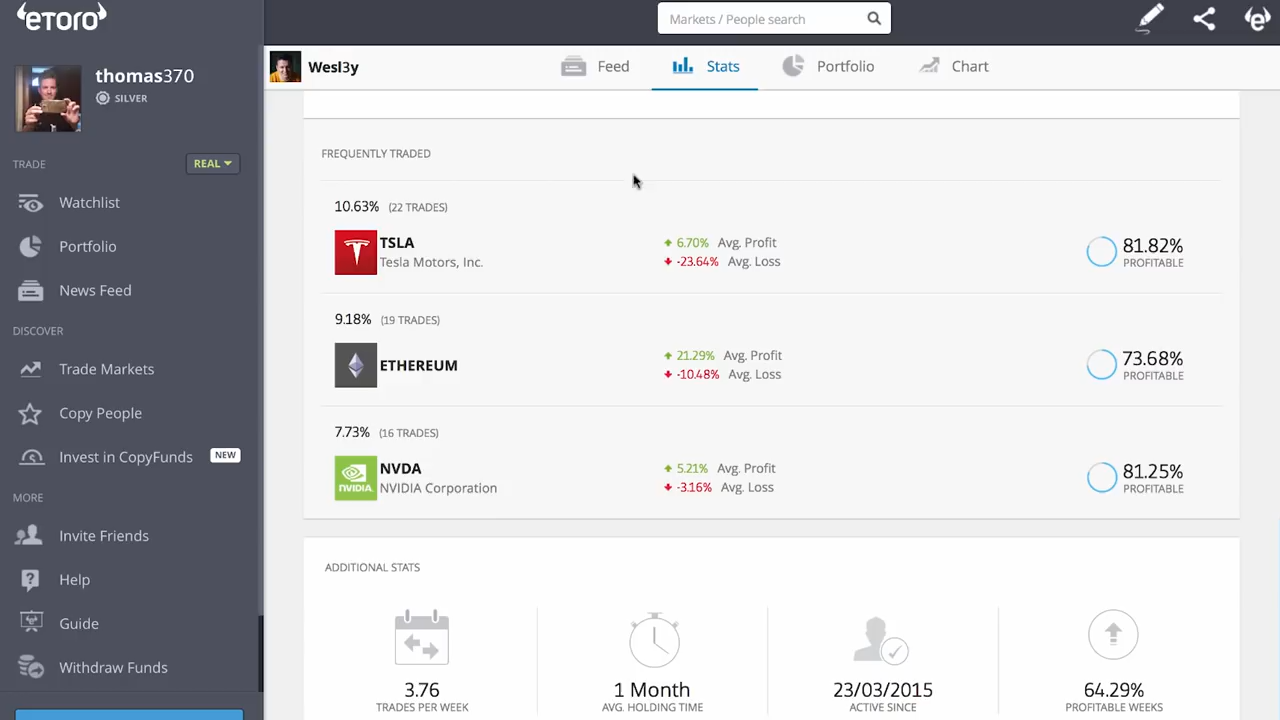 eTORO
Markets / People search
thomas370
SILVER
Wesl3y
Feed
Stats
Portfolio
Chart
TRADE
REAL
Watchlist
Portfolio
News Feed
DISCOVER
Trade Markets
Copy People
Invest in CopyFunds NEW
MORE
Invite Friends
Help
Guide
Withdraw Funds
FREQUENTLY TRADED
10.63% (22 TRADES)
TSLA
Tesla Motors, Inc.
6.70% Avg. Profit
-23.64% Avg. Loss
81.82%
PROFITABLE
9.18% (19 TRADES)
ETHEREUM
21.29% Avg. Profit
-10.48% Avg. Loss
73.68%
PROFITABLE
7.73% (16 TRADES)
NVIDIA.
NVDA
NVIDIA Corporation
5.21% Avg. Profit
-3.16% Avg. Loss
81.25%
PROFITABLE
ADDITIONAL STATS
3.76
TRADES PER WEEK
1 Month
AVG. HOLDING TIME
23/03/2015
ACTIVE SINCE
64.29%
PROFITABLE WEEKS